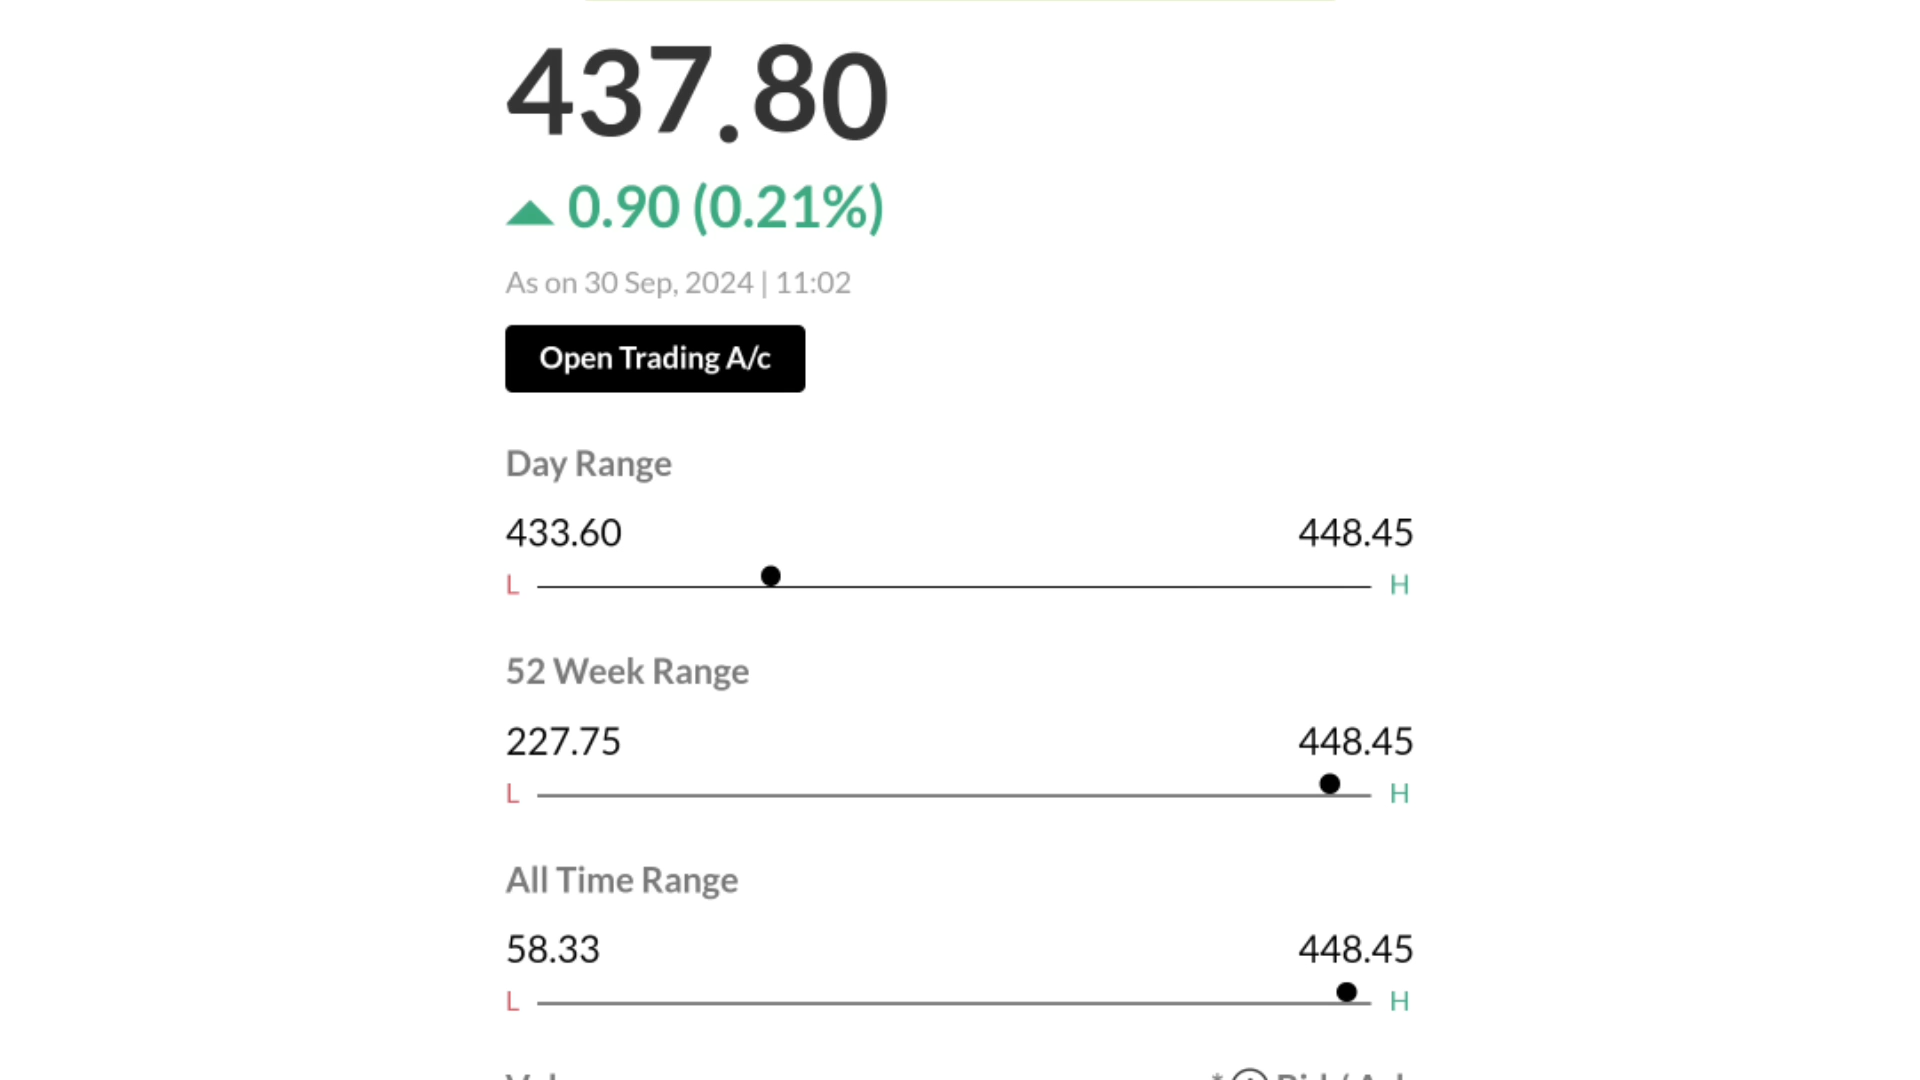 437.80
0.90 (0.21%)
As on 30 Sep, 2024 | 11:02
Open Trading A/c
Day Range
433.60 448.45
L H
52 Week Range
227.75 448.45
L H
All Time Range
58.33 448.45
L H